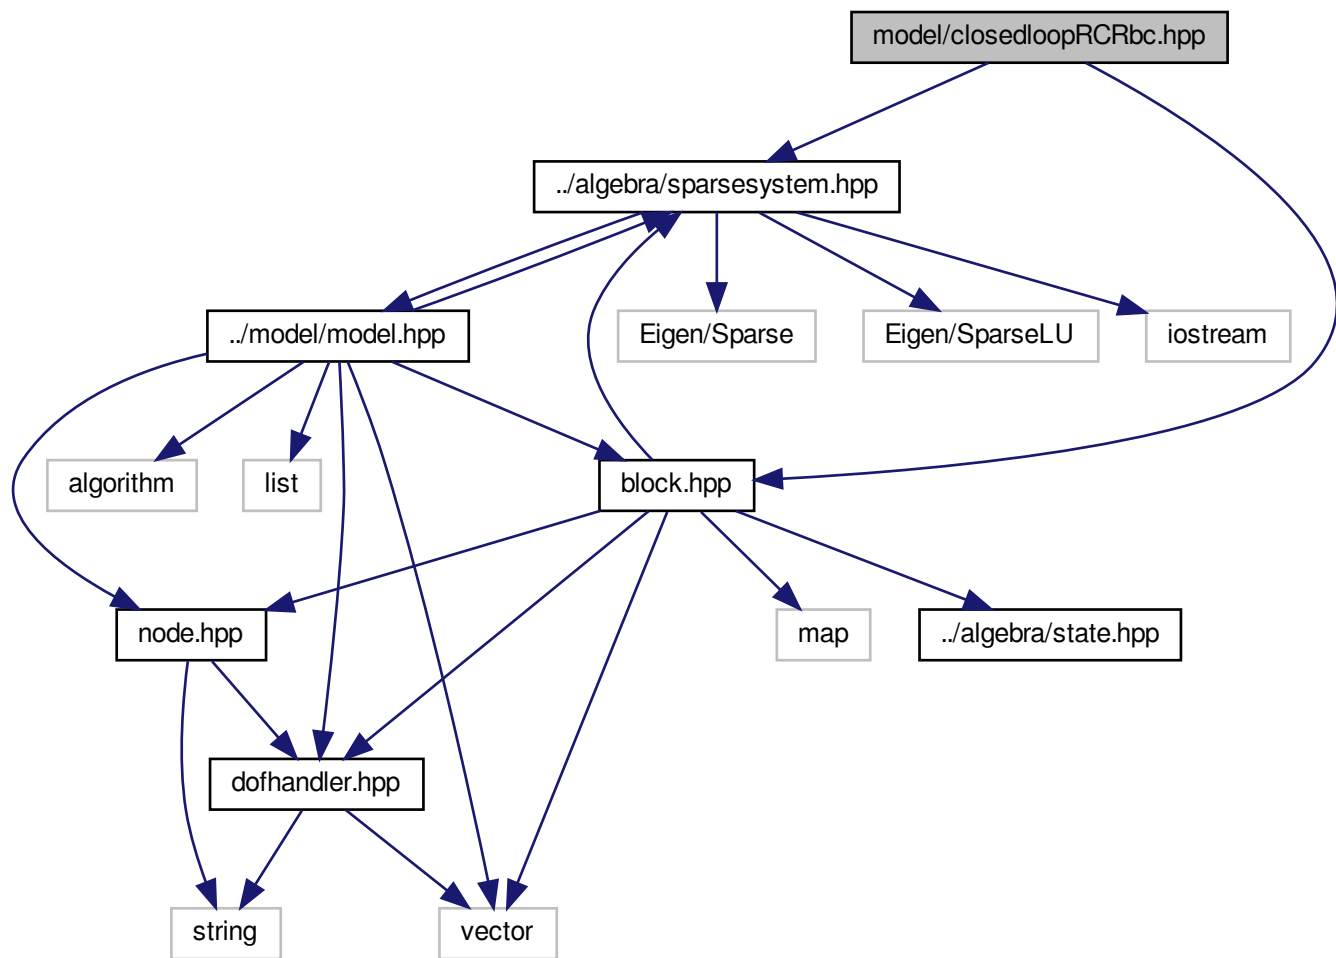 model/closedloopRCRbc.hpp
../algebra/sparsesystem.hpp
../model/model.hpp
Eigen/Sparse
Eigen/SparseLU
iostream
algorithm
list
block.hpp
node.hpp
map
../algebra/state.hpp
dofhandler.hpp
string
vector